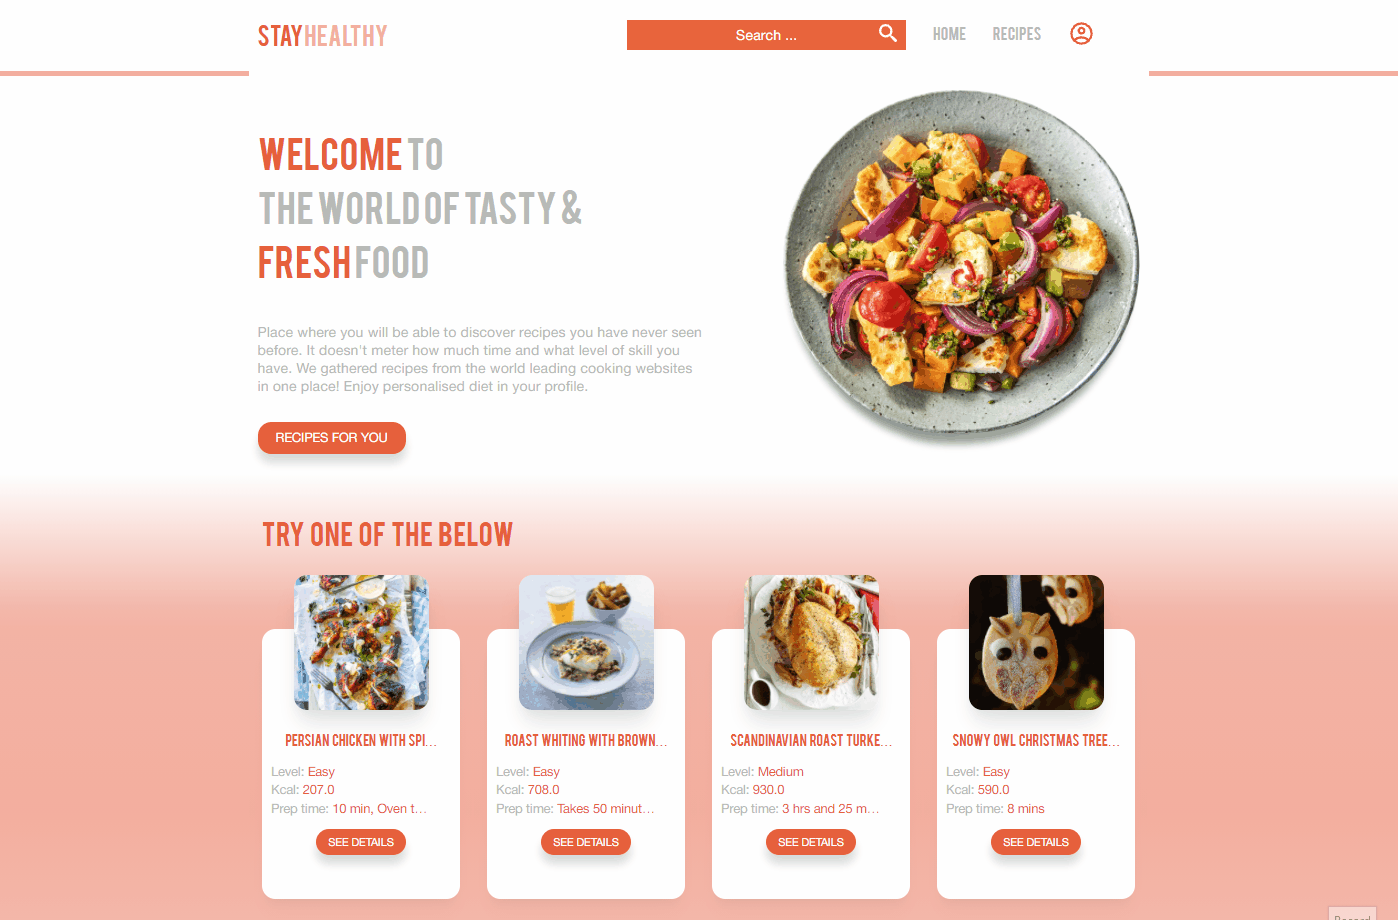 STAYHEALTHY
Search ...
HOME
RECIPES
WELCOME TO
THE WORLD OF TASTY &
FRESH FOOD
Place where you will be able to discover recipes you have never seen
before. It doesn't meter how much time and what level of skill you
have. We gathered recipes from the world leading cooking websites
in one place! Enjoy personalised diet in your profile.
RECIPES FOR YOU
TRY ONE OF THE BELOW
PERSIAN CHICKEN WITH SPI...
Level: Easy
Kcal: 207.0
Prep time: 10 min, Oven t...
SEE DETAILS
ROAST WHITING WITH BROWN...
Level: Easy
Kcal: 708.0
Prep time: Takes 50 minut...
SEE DETAILS
SCANDINAVIAN ROAST TURKE...
Level: Medium
Kcal: 930.0
Prep time: 3 hrs and 25 m...
SEE DETAILS
SNOWY OWL CHRISTMAS TREE...
Level: Easy
Kcal: 590.0
Prep time: 8 mins
SEE DETAILS